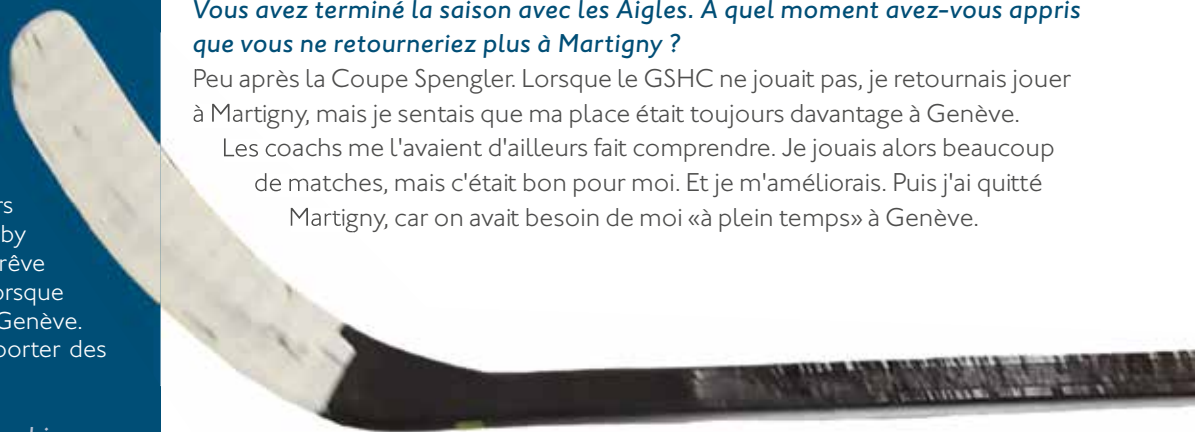 Vous avez terminé la saison avec les Aigles. A quel moment avez-vous appris
que vous ne retourneriez plus à Martigny ?
Peu après la Coupe Spengler. Lorsque le GSHC ne jouait pas, je retournais jouer
à Martigny, mais je sentais que ma place était toujours davantage à Genève.
Les coachs me l'avaient d'ailleurs fait comprendre. Je jouais alors beaucoup
de matches, mais c'était bon pour moi. Et je m'améliorais. Puis j'ai quitté
Martigny, car on avait besoin de moi «à plein temps» à Genève.
rêve
Genève.
porter des